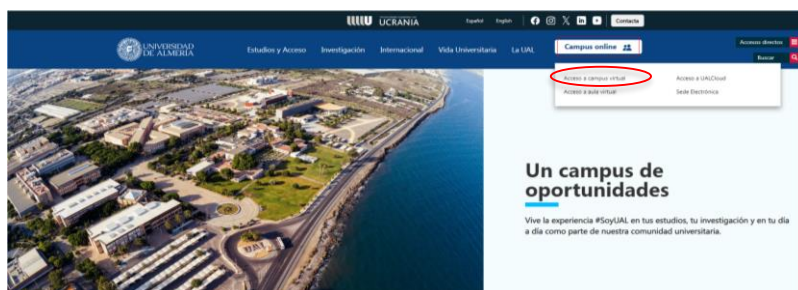 UCRANIA
Español English Contacta
UNIVERSIDAD
DE ALMERÍA
Estudios y Acceso Investigación Internacional Vida Universitaria La UAL Campus online
Accesos directos
Buscar
Acceso a campus virtual Acceso a UALCloud
Acceso a aula virtual Sede Electrónica
Un campus de
oportunidades
Vive la experiencia #SoyUAL en tus estudios, tu investigación y en tu día
a día como parte de nuestra comunidad universitaria.
UAL